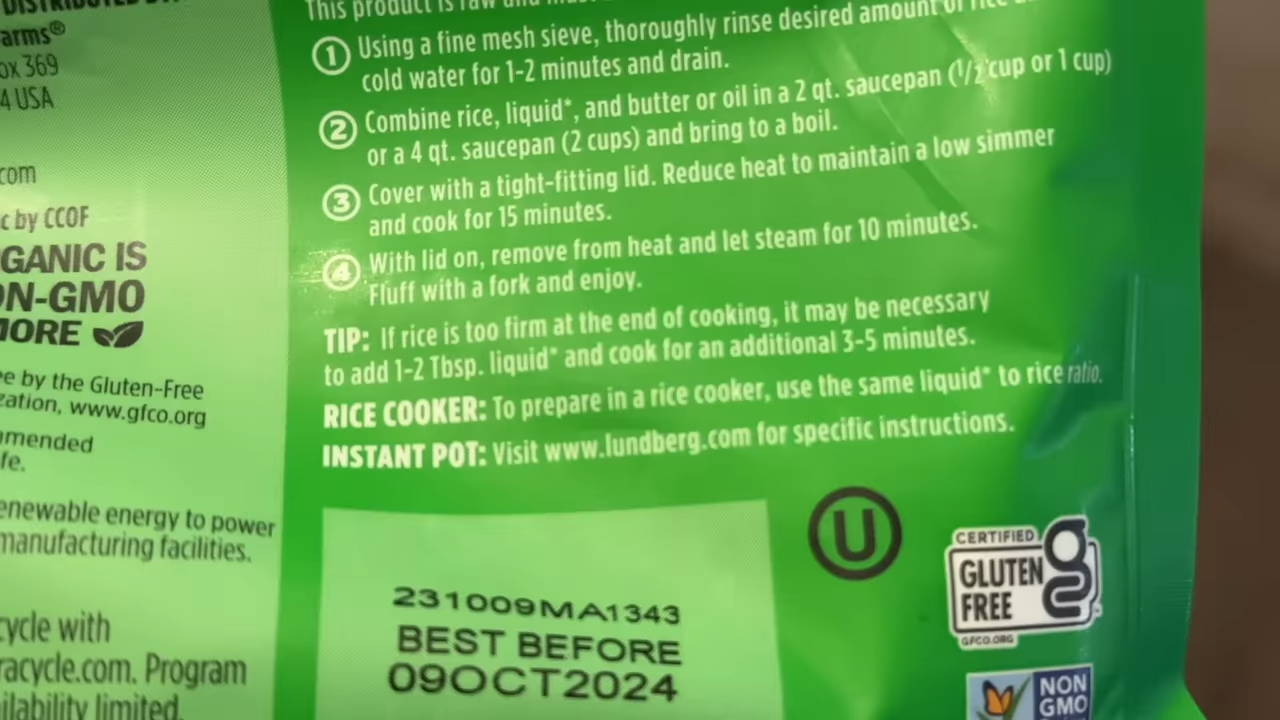 DISTRIBUTED
arms®
ox 369
4 USA
com
c by CCOF
GANIC IS
ON-GMO
MORE
ee by the Gluten-Free
zation, www.gfco.org
mmended
fe.
enewable energy to power
manufacturing facilities.
cycle with
racycle.com. Program
ilability limited.
This product is raw and must
1 Using a fine mesh sieve, thoroughly rinse desired amount of rice
cold water for 1-2 minutes and drain.
2 Combine rice, liquid*, and butter or oil in a 2 qt. saucepan (1/2 cup or 1 cup)
or a 4 qt. saucepan (2 cups) and bring to a boil.
3 Cover with a tight-fitting lid. Reduce heat to maintain a low simmer
and cook for 15 minutes.
4 With lid on, remove from heat and let steam for 10 minutes.
Fluff with a fork and enjoy.
TIP: If rice is too firm at the end of cooking, it may be necessary
to add 1-2 Tbsp. liquid* and cook for an additional 3-5 minutes.
RICE COOKER: To prepare in a rice cooker, use the same liquid* to rice ratio.
INSTANT POT: Visit www.lundberg.com for specific instructions.
231009MA1343
BEST BEFORE
09OCT2024
U
CERTIFIED
GLUTEN
FREE
g
GFCO.ORG
NON
GMO